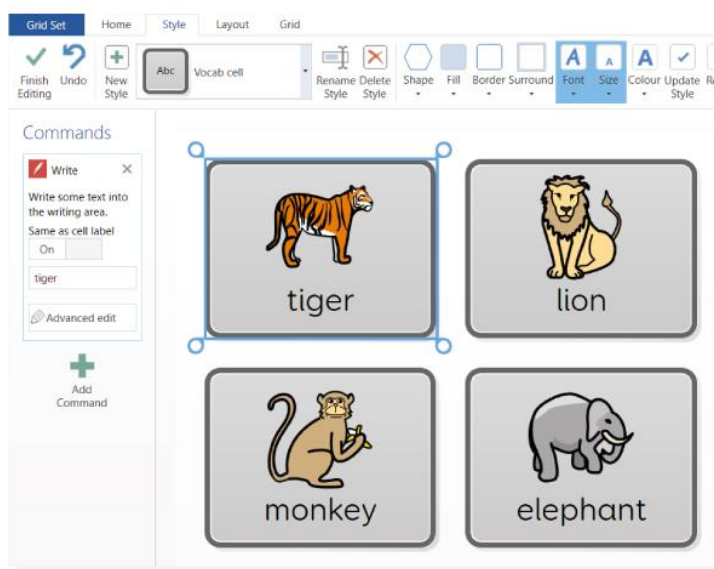 Grid Set Home Style Layout Grid
Finish Editing
Undo
New Style
Abc
Vocab cell
Rename Style
Delete Style
Shape
Fill
Border
Surround
A
Font
A
Size
A
Colour
Update Style
Commands
Write
Write some text into
the writing area.
Same as cell label
On
tiger
Advanced edit
Add
Command
tiger
lion
monkey
elephant